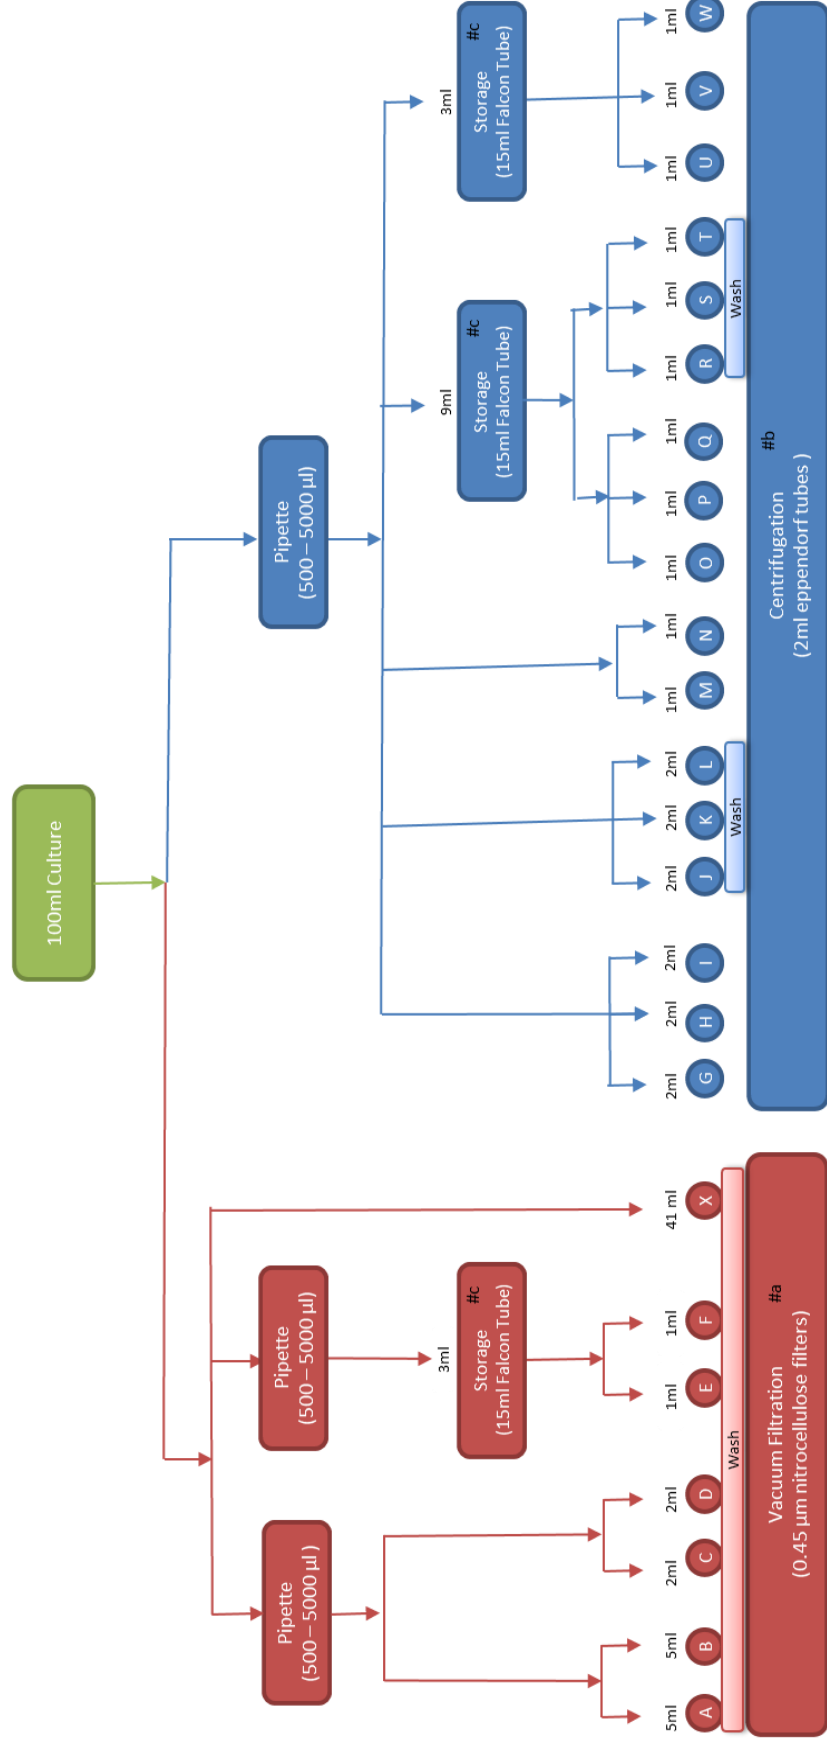 100ml Culture
Pipette
(500 – 5000 µl )
Pipette
(500 – 5000 µl)
Pipette
(500 – 5000 µl)
3ml
#c
Storage
(15ml Falcon Tube)
9ml
#c
Storage
(15ml Falcon Tube)
3ml
#c
Storage
(15ml Falcon Tube)
5ml
5ml
2ml
2ml
1ml
1ml
41 ml
2ml
2ml
2ml
2ml
2ml
2ml
1ml
1ml
1ml
1ml
1ml
1ml
1ml
1ml
1ml
1ml
1ml
A
B
C
D
E
F
X
G
H
I
J
K
L
M
N
O
P
Q
R
S
T
U
V
W
Wash
Wash
Wash
#a
Vacuum Filtration
(0.45 µm nitrocellulose filters)
#b
Centrifugation
(2ml eppendorf tubes )